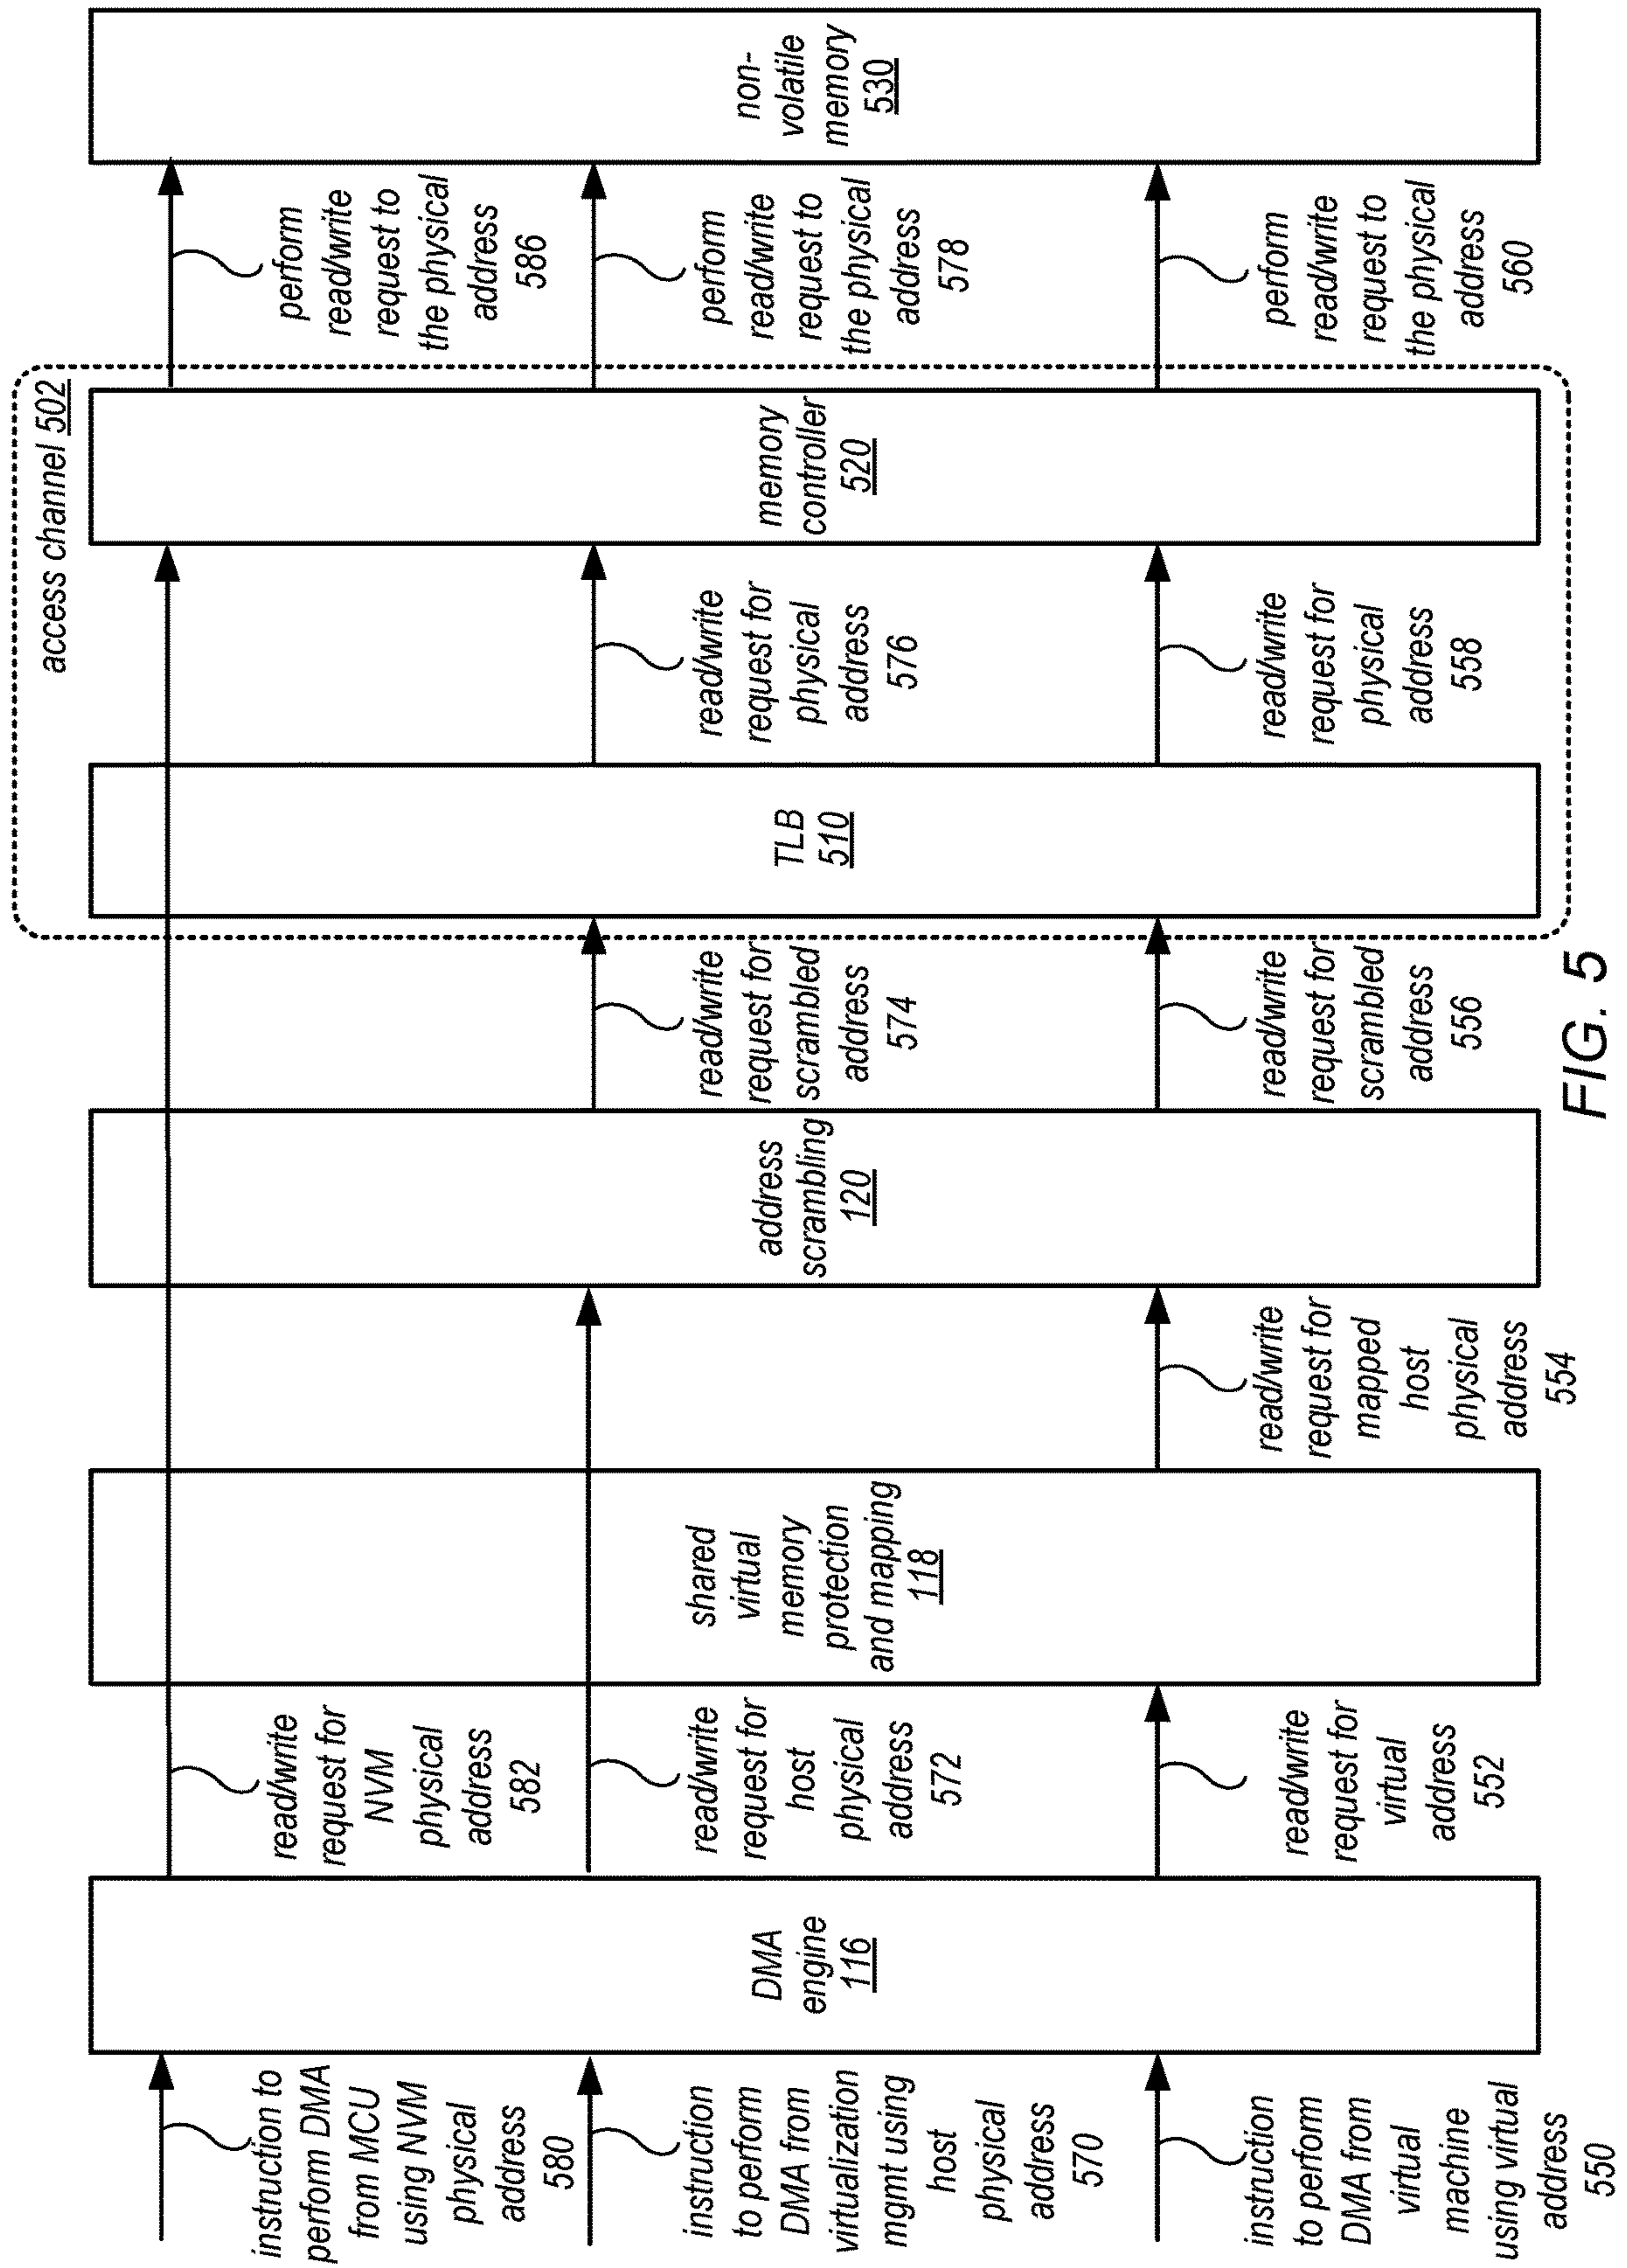 access channel 502
DMA
engine
116
shared
virtual
memory
protection
and mapping
118
address
scrambling
120
TLB
510
memory
controller
520
non-
volatile
memory
530
instruction to
perform DMA
from MCU
using NVM
physical
address
580
read/write
request for
NVM
physical
address
582
perform
read/write
request to
the physical
address
586
instruction
to perform
DMA from
virtualization
mgmt using
host
physical
address
570
read/write
request for
host
physical
address
572
read/write
request for
scrambled
address
574
read/write
request for
physical
address
576
perform
read/write
request to
the physical
address
578
instruction
to perform
DMA from
virtual
machine
using virtual
address
550
read/write
request for
virtual
address
552
read/write
request for
mapped
host
physical
address
554
read/write
request for
scrambled
address
556
read/write
request for
physical
address
558
perform
read/write
request to
the physical
address
560
FIG. 5